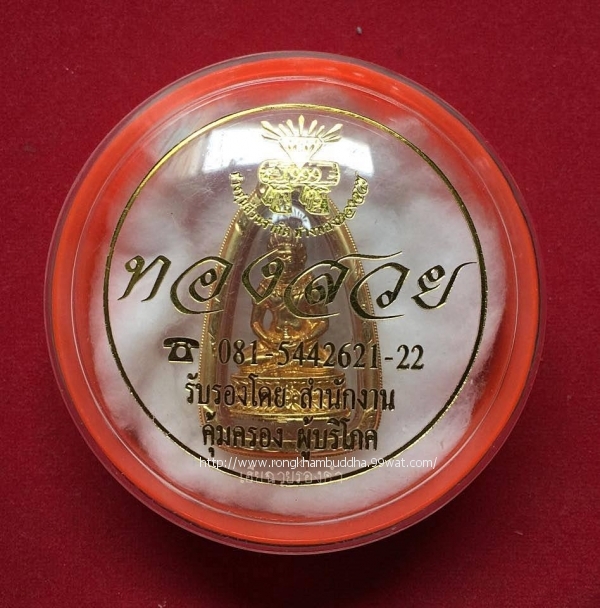 ทองสวย
☎ 081-5442621-22
รับรองโดย สำนักงาน
คุ้มครอง ผู้บริโภค
http://www.rongkhambuddha.99wat.com/